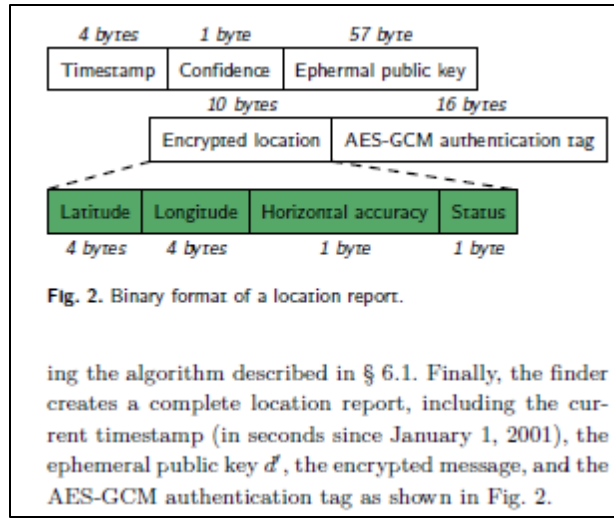 4 bytes 1 byte 57 byte
Timestamp Confidence Ephermal public key
10 bytes 16 bytes
Encrypted location AES-GCM authentication tag
Latitude Longitude Horizontal accuracy Status
4 bytes 4 bytes 1 byte 1 byte
Fig. 2. Binary format of a location report.
ing the algorithm described in § 6.1. Finally, the finder
creates a complete location report, including the cur-
rent timestamp (in seconds since January 1, 2001), the
ephemeral public key d′, the encrypted message, and the
AES-GCM authentication tag as shown in Fig. 2.